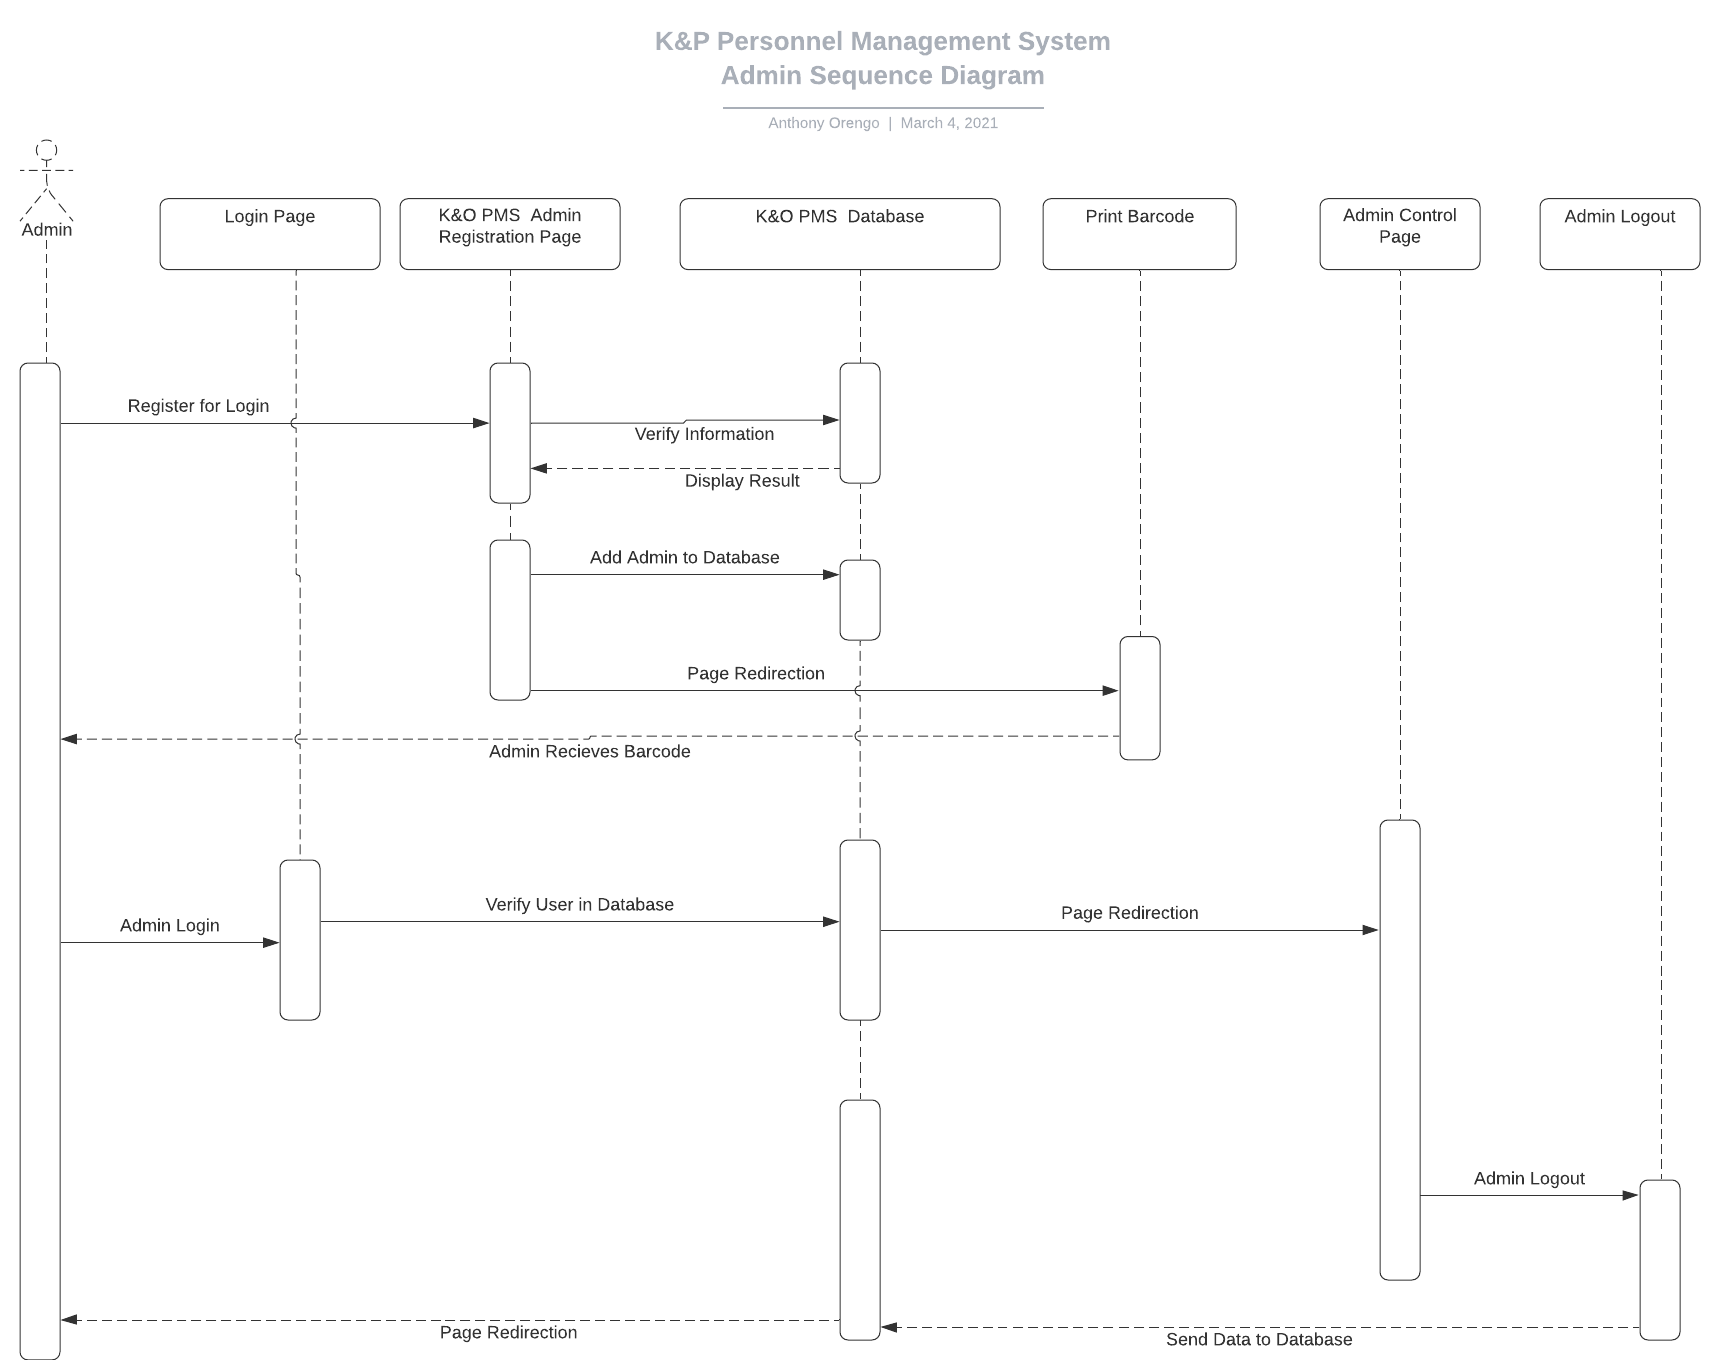 K&P Personnel Management System
Admin Sequence Diagram
Anthony Orengo | March 4, 2021
Admin
Login Page
K&O PMS  Admin
Registration Page
K&O PMS  Database
Print Barcode
Admin Control
Page
Admin Logout
Register for Login
Verify Information
Display Result
Add Admin to Database
Page Redirection
Admin Recieves Barcode
Verify User in Database
Page Redirection
Admin Login
Admin Logout
Page Redirection
Send Data to Database